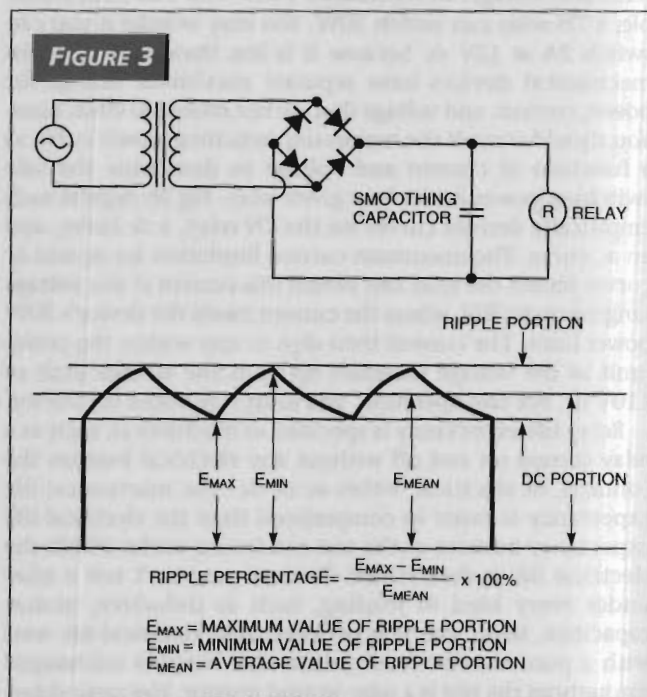 FIGURE 3
SMOOTHING
CAPACITOR
R
RELAY
RIPPLE PORTION
EMAX
EMIN
EMEAN
DC PORTION
RIPPLE PERCENTAGE= EMAX – EMIN
EMEAN
x 100%
EMAX = MAXIMUM VALUE OF RIPPLE PORTION
EMIN = MINIMUM VALUE OF RIPPLE PORTION
EMEAN = AVERAGE VALUE OF RIPPLE PORTION